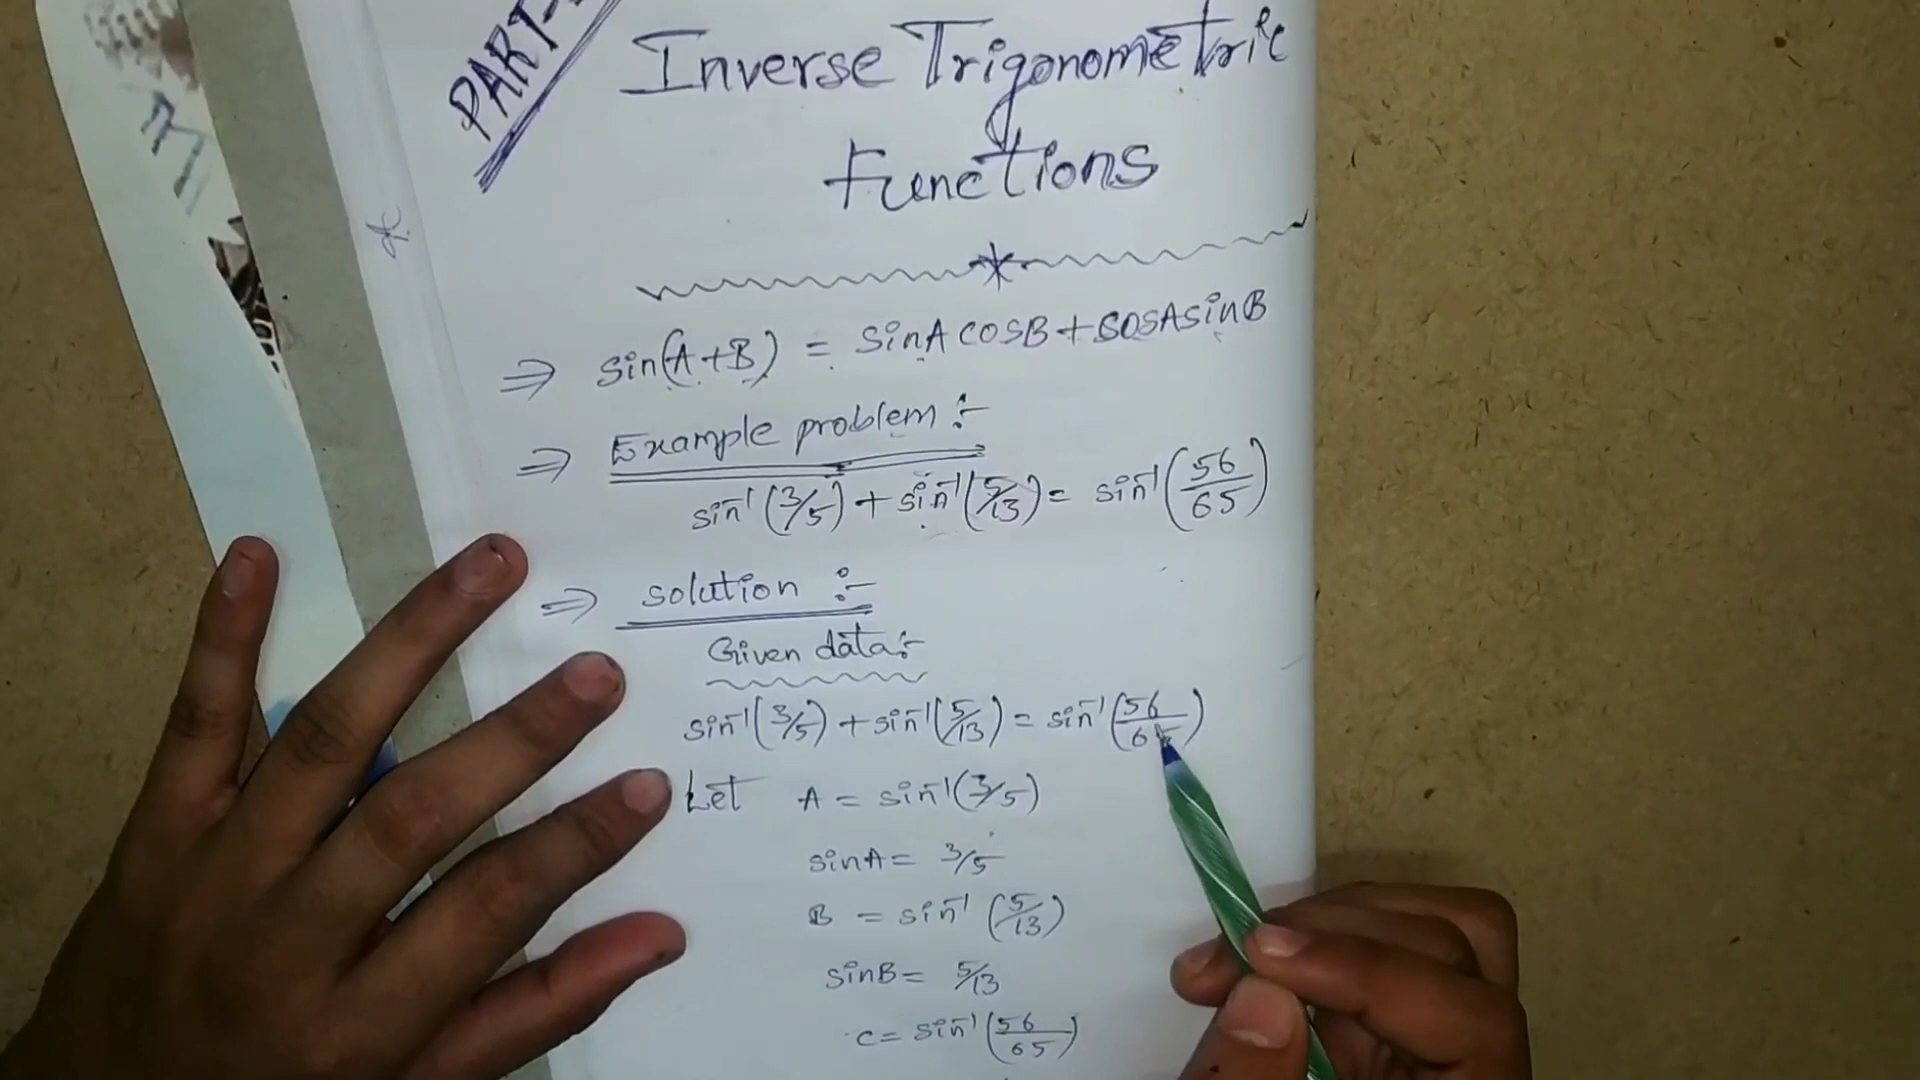 PART-
Inverse Trigonometric
Functions
⇒ sin(A+B) = sinA cosB + cosA sinB
⇒ Example problem :-
sin⁻¹(3/5) + sin⁻¹(5/13) = sin⁻¹(56/65)
⇒ solution :-
Given data :-
sin⁻¹(3/5) + sin⁻¹(5/13) = sin⁻¹(56/65)
Let A = sin⁻¹(3/5)
sinA = 3/5
B = sin⁻¹(5/13)
sinB = 5/13
C = sin⁻¹(56/65)